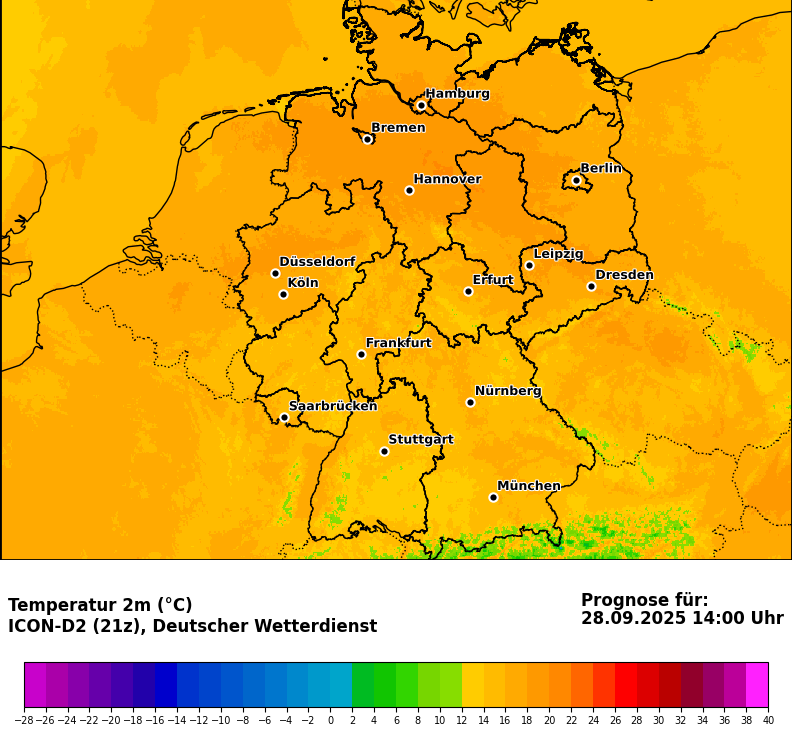 Hamburg
Bremen
Berlin
Hannover
Leipzig
Düsseldorf
Dresden
Köln
Erfurt
Frankfurt
Nürnberg
Saarbrücken
Stuttgart
München
Temperatur 2m (°C)
ICON-D2 (21z), Deutscher Wetterdienst
Prognose für:
28.09.2025 14:00 Uhr
−28 −26 −24 −22 −20 −18 −16 −14 −12 −10 −8 −6 −4 −2 0 2 4 6 8 10 12 14 16 18 20 22 24 26 28 30 32 34 36 38 40